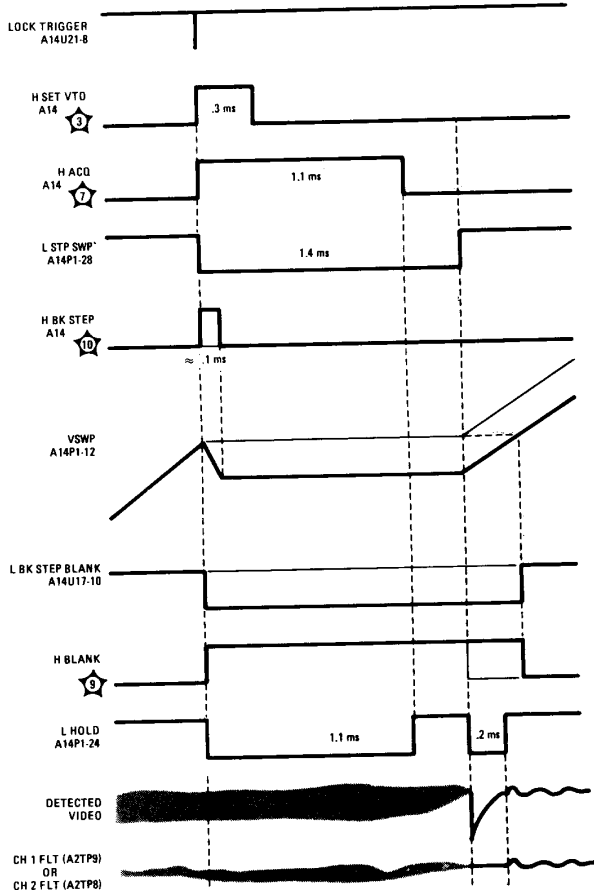 LOCK TRIGGER
A14U21-8
H SET VTO
A14
3
.3 ms
H ACQ
A14
7
1.1 ms
L STP SWP
A14P1-28
1.4 ms
H BK STEP
A14
10
≈ .1 ms
VSWP
A14P1-12
L BK STEP BLANK
A14U17-10
H BLANK
9
L HOLD
A14P1-24
1.1 ms
.2 ms
DETECTED
VIDEO
CH 1 FLT (A2TP9)
OR
CH 2 FLT (A2TP8)